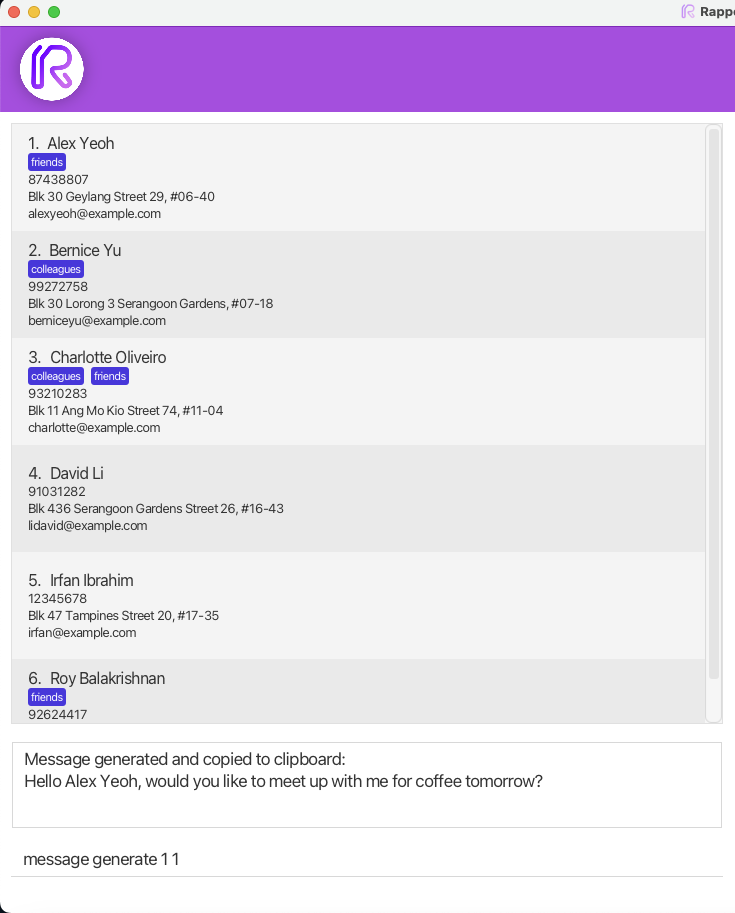 Rappo
1. Alex Yeoh
friends
87438807
Blk 30 Geylang Street 29, #06-40
alexyeoh@example.com
2. Bernice Yu
colleagues
99272758
Blk 30 Lorong 3 Serangoon Gardens, #07-18
berniceyu@example.com
3. Charlotte Oliveiro
colleagues friends
93210283
Blk 11 Ang Mo Kio Street 74, #11-04
charlotte@example.com
4. David Li
91031282
Blk 436 Serangoon Gardens Street 26, #16-43
lidavid@example.com
5. Irfan Ibrahim
12345678
Blk 47 Tampines Street 20, #17-35
irfan@example.com
6. Roy Balakrishnan
friends
92624417
Message generated and copied to clipboard:
Hello Alex Yeoh, would you like to meet up with me for coffee tomorrow?
message generate 1 1